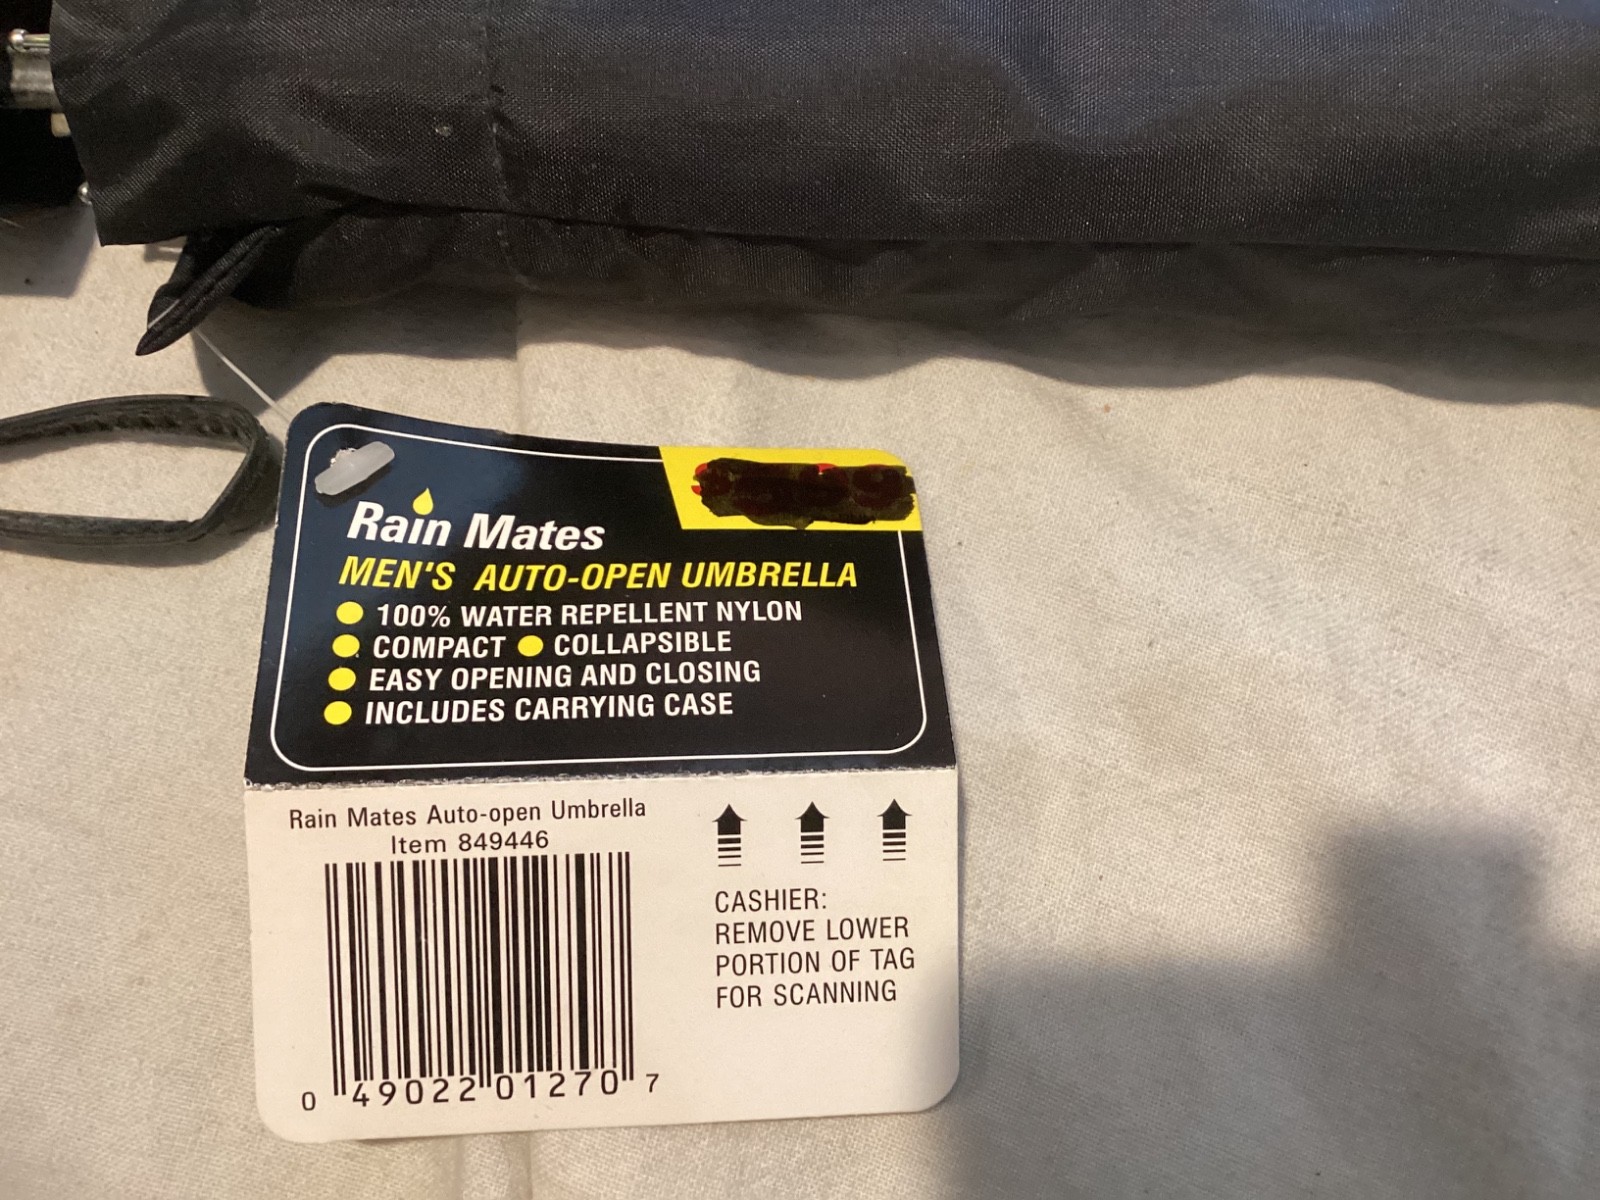 Rain Mates
MEN'S AUTO-OPEN UMBRELLA
100% WATER REPELLENT NYLON
COMPACT COLLAPSIBLE
EASY OPENING AND CLOSING
INCLUDES CARRYING CASE
Rain Mates Auto-open Umbrella
Item 849446
0 49022 01270 7
CASHIER:
REMOVE LOWER
PORTION OF TAG
FOR SCANNING